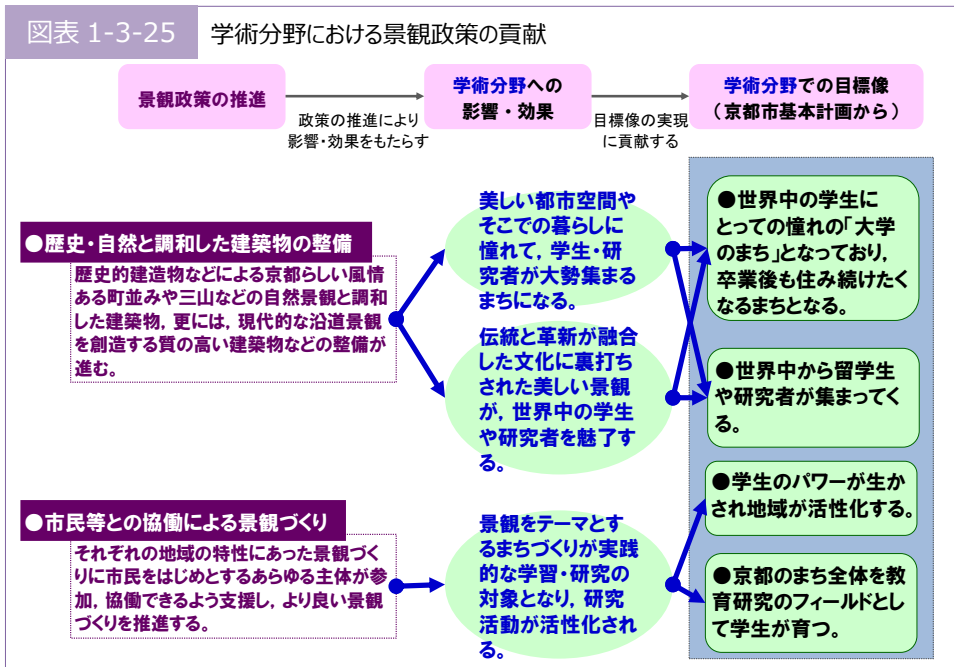 図表 1-3-25
学術分野における景観政策の貢献
景観政策の推進
政策の推進により
影響・効果をもたらす
学術分野への
影響・効果
目標像の実現
に貢献する
学術分野での目標像
（京都市基本計画から）
●歴史・自然と調和した建築物の整備
歴史的建造物などによる京都らしい風情
ある町並みや三山などの自然景観と調和
した建築物，更には，現代的な沿道景観
を創造する質の高い建築物などの整備が
進む。
美しい都市空間や
そこでの暮らしに
憧れて，学生・研
究者が大勢集まる
まちになる。
伝統と革新が融合
した文化に裏打ち
された美しい景観
が，世界中の学生
や研究者を魅了す
る。
●世界中の学生に
とっての憧れの「大学
のまち」となっており，
卒業後も住み続けたく
なるまちとなる。
●世界中から留学生
や研究者が集まってく
る。
●市民等との協働による景観づくり
それぞれの地域の特性にあった景観づく
りに市民をはじめとするあらゆる主体が参
加，協働できるよう支援し，より良い景観
づくりを推進する。
景観をテーマとす
るまちづくりが実践
的な学習・研究の
対象となり，研究
活動が活性化され
る。
●学生のパワーが生か
され地域が活性化する。
●京都のまち全体を教
育研究のフィールドとし
て学生が育つ。